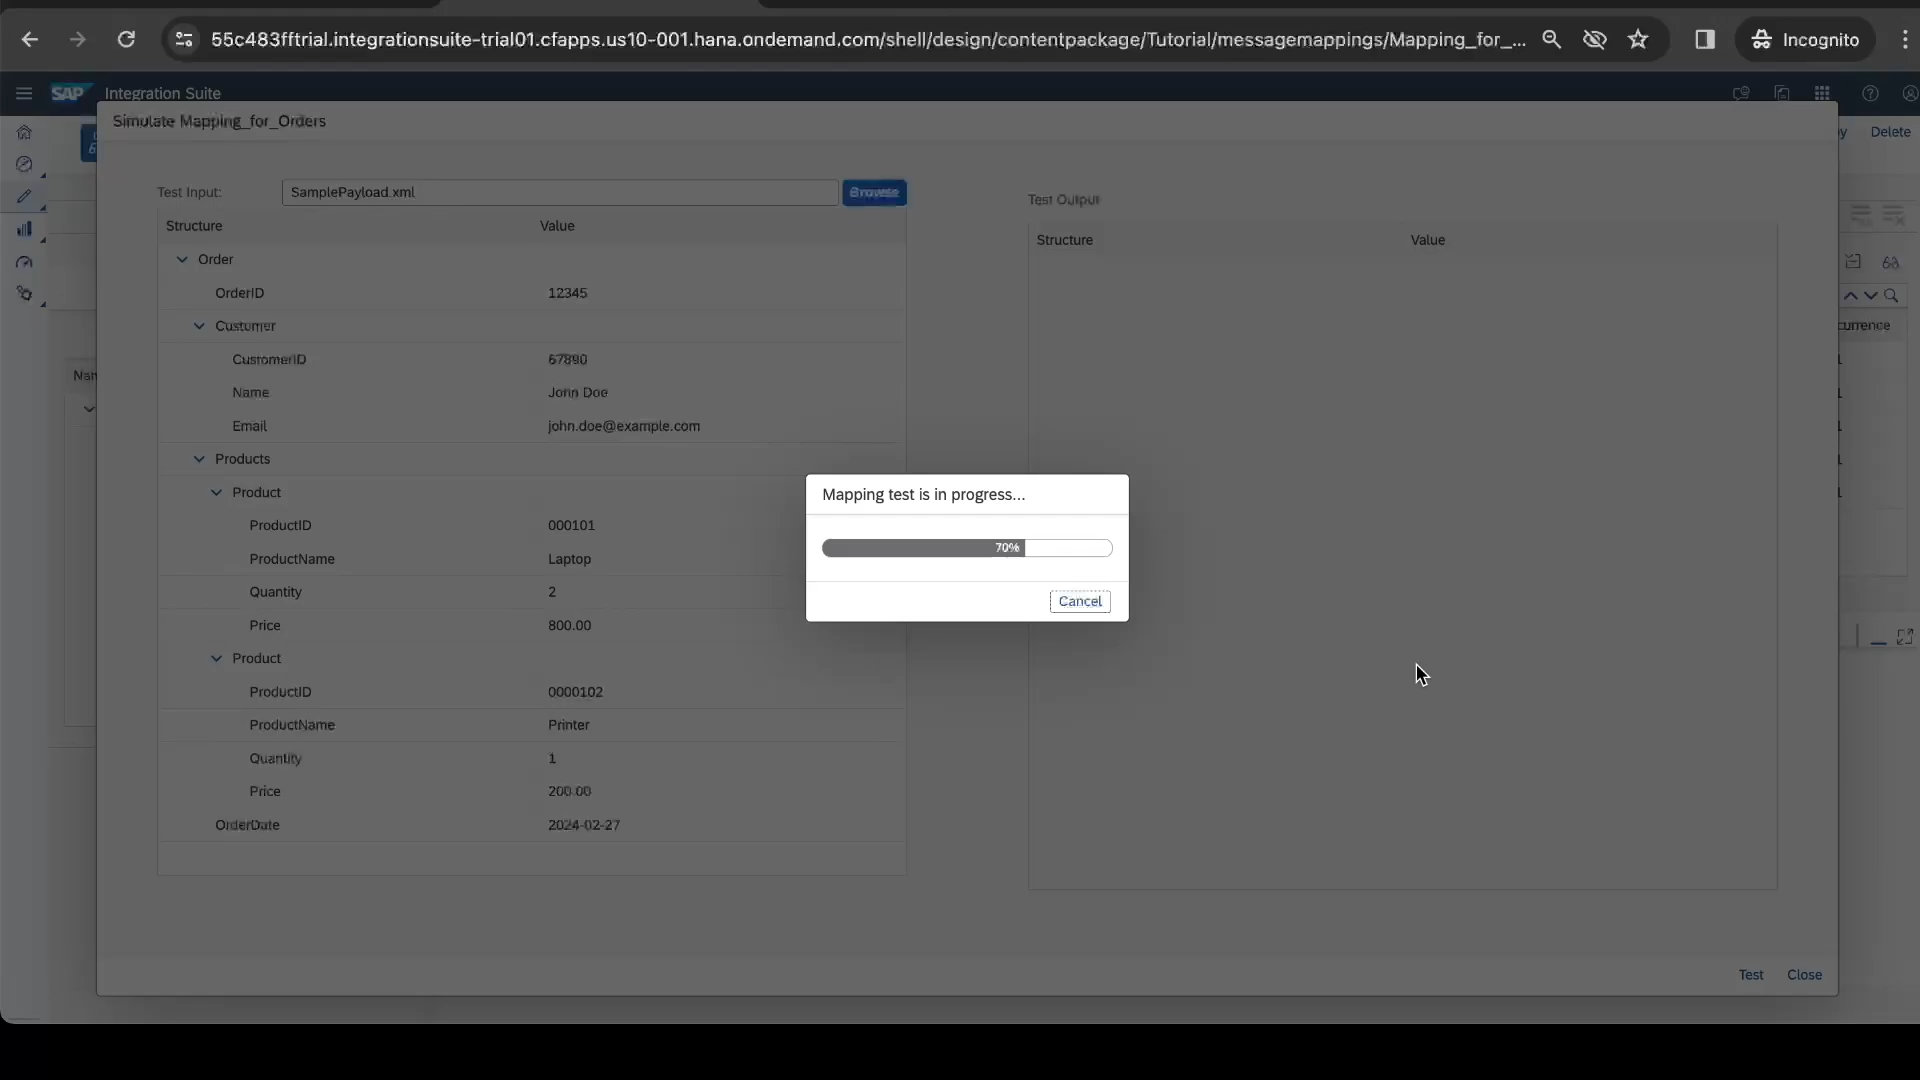 55c483fftrial.integrationsuite-trial01.cfapps.us10-001.hana.ondemand.com/shell/design/contentpackage/Tutorial/messagemappings/Mapping_for_...
Incognito
SAP
Integration Suite
Simulate Mapping_for_Orders
Delete
Test Input:
SamplePayload.xml
Browse
Test Output
Structure Value
Structure Value
Order
OrderID 12345
Customer
CustomerID 67890
Name John Doe
Email john.doe@example.com
Products
Product
ProductID 000101
ProductName Laptop
Quantity 2
Price 800.00
Product
ProductID 0000102
ProductName Printer
Quantity 1
Price 200.00
OrderDate 2024-02-27
Mapping test is in progress...
70%
Cancel
Test
Close